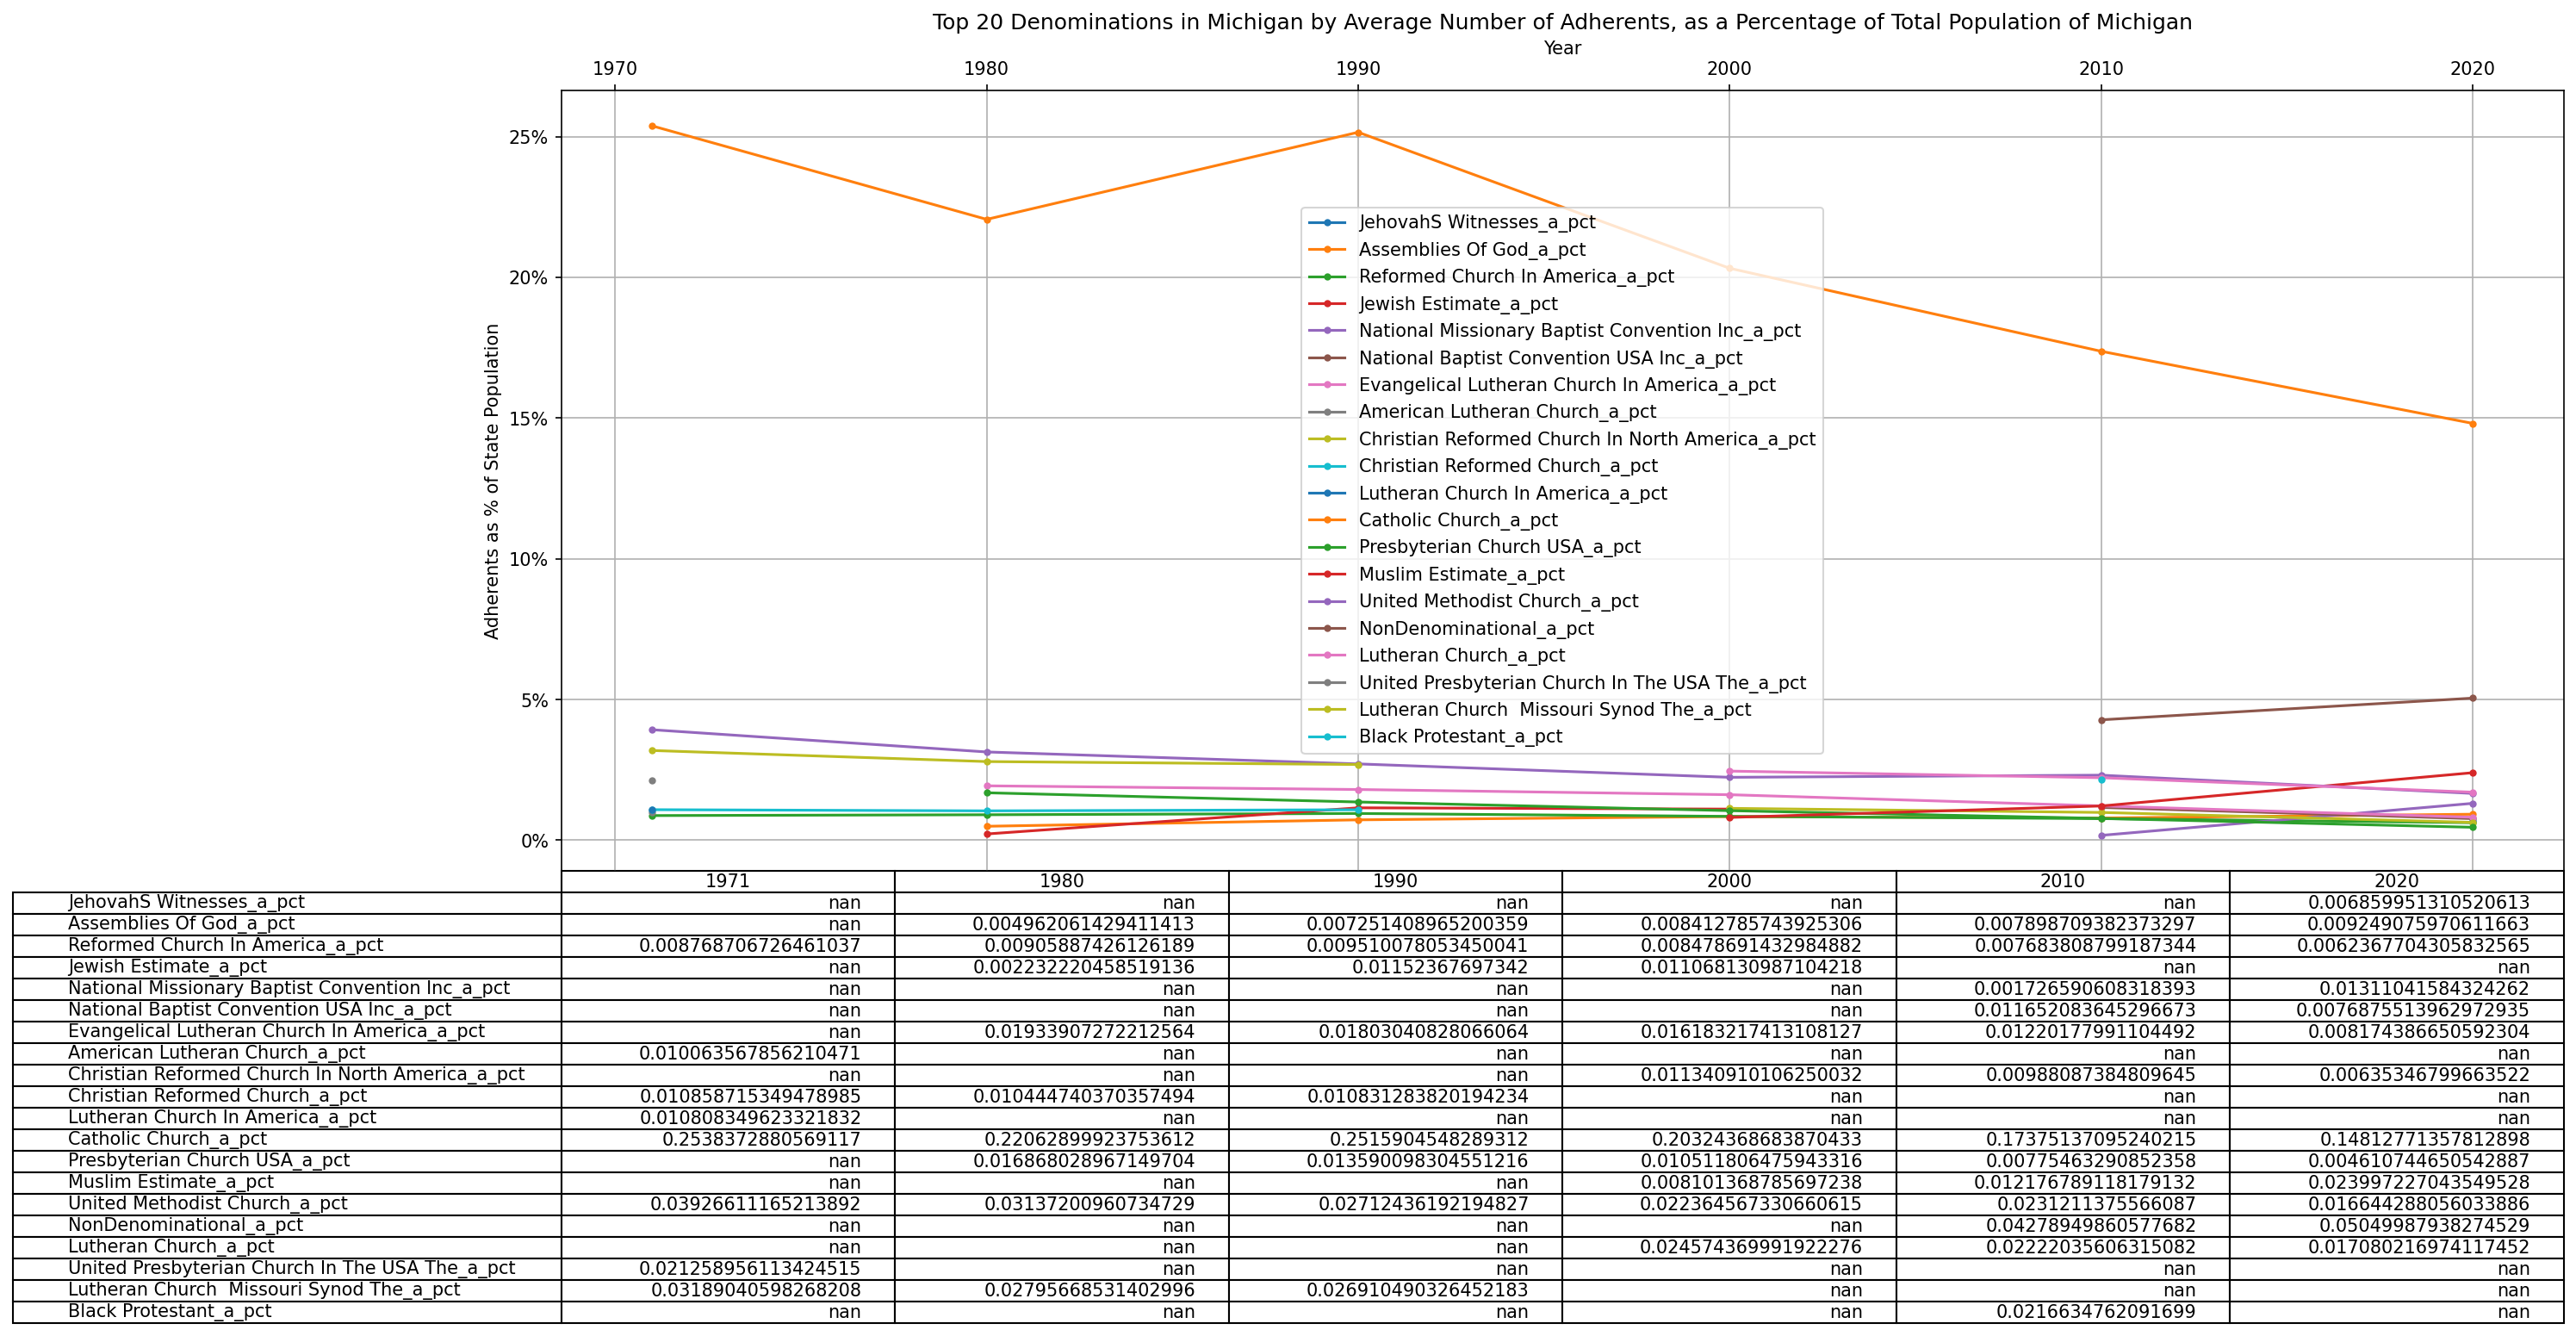 Top 20 Denominations in Michigan by Average Number of Adherents, as a Percentage of Total Population of Michigan
Year
1970 1980 1990 2000 2010 2020
25%
20%
15%
10%
5%
0%
Adherents as % of State Population
JehovahS Witnesses_a_pct
Assemblies Of God_a_pct
Reformed Church In America_a_pct
Jewish Estimate_a_pct
National Missionary Baptist Convention Inc_a_pct
National Baptist Convention USA Inc_a_pct
Evangelical Lutheran Church In America_a_pct
American Lutheran Church_a_pct
Christian Reformed Church In North America_a_pct
Christian Reformed Church_a_pct
Lutheran Church In America_a_pct
Catholic Church_a_pct
Presbyterian Church USA_a_pct
Muslim Estimate_a_pct
United Methodist Church_a_pct
NonDenominational_a_pct
Lutheran Church_a_pct
United Presbyterian Church In The USA The_a_pct
Lutheran Church  Missouri Synod The_a_pct
Black Protestant_a_pct
1971 1980 1990 2000 2010 2020
JehovahS Witnesses_a_pct nan nan nan nan nan 0.006859951310520613
Assemblies Of God_a_pct nan 0.004962061429411413 0.007251408965200359 0.008412785743925306 0.007898709382373297 0.009249075970611663
Reformed Church In America_a_pct 0.008768706726461037 0.00905887426126189 0.009510078053450041 0.008478691432984882 0.007683808799187344 0.0062367704305832565
Jewish Estimate_a_pct nan 0.002232220458519136 0.01152367697342 0.011068130987104218 nan nan
National Missionary Baptist Convention Inc_a_pct nan nan nan nan 0.001726590608318393 0.01311041584324262
National Baptist Convention USA Inc_a_pct nan nan nan nan 0.011652083645296673 0.0076875513962972935
Evangelical Lutheran Church In America_a_pct nan 0.01933907272212564 0.01803040828066064 0.016183217413108127 0.01220177991104492 0.008174386650592304
American Lutheran Church_a_pct 0.010063567856210471 nan nan nan nan nan
Christian Reformed Church In North America_a_pct nan nan nan 0.011340910106250032 0.00988087384809645 0.00635346799663522
Christian Reformed Church_a_pct 0.010858715349478985 0.010444740370357494 0.010831283820194234 nan nan nan
Lutheran Church In America_a_pct 0.010808349623321832 nan nan nan nan nan
Catholic Church_a_pct 0.2538372880569117 0.22062899923753612 0.2515904548289312 0.20324368683870433 0.17375137095240215 0.14812771357812898
Presbyterian Church USA_a_pct nan 0.016868028967149704 0.013590098304551216 0.010511806475943316 0.00775463290852358 0.004610744650542887
Muslim Estimate_a_pct nan nan nan 0.008101368785697238 0.012176789118179132 0.023997227043549528
United Methodist Church_a_pct 0.03926611165213892 0.03137200960734729 0.02712436192194827 0.022364567330660615 0.0231211375566087 0.016644288056033886
NonDenominational_a_pct nan nan nan nan 0.04278949860577682 0.05049987938274529
Lutheran Church_a_pct nan nan nan 0.024574369991922276 0.02222035606315082 0.017080216974117452
United Presbyterian Church In The USA The_a_pct 0.021258956113424515 nan nan nan nan nan
Lutheran Church  Missouri Synod The_a_pct 0.03189040598268208 0.02795668531402996 0.026910490326452183 nan nan nan
Black Protestant_a_pct nan nan nan nan 0.0216634762091699 nan